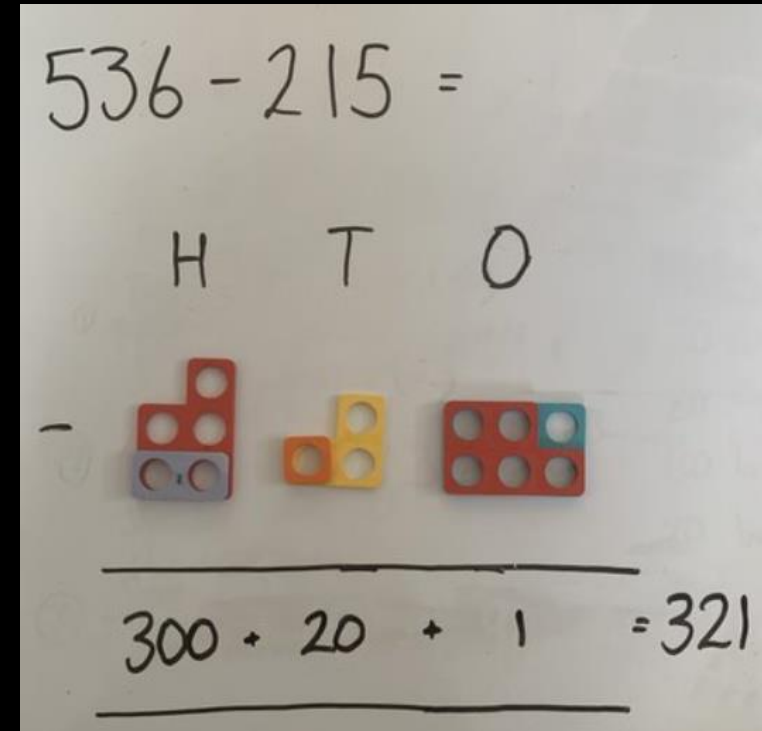 536 - 215 =
H T O
-
300 + 20 + 1 = 321